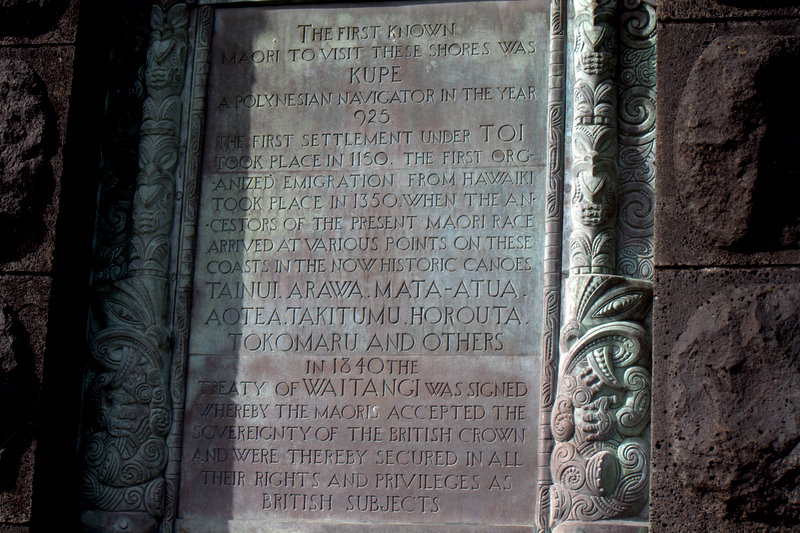 THE FIRST KNOWN
MAORI TO VISIT THESE SHORES WAS
KUPE
A POLYNESIAN NAVIGATOR IN THE YEAR
925
THE FIRST SETTLEMENT UNDER TOI
TOOK PLACE IN 1150. THE FIRST ORG-
ANIZED EMIGRATION FROM HAWAIKI
TOOK PLACE IN 1350. WHEN THE AN-
-CESTORS OF THE PRESENT MAORI RACE
ARRIVED AT VARIOUS POINTS ON THESE
COASTS IN THE NOW HISTORIC CANOES
TAINUI. ARAWA. MATA-ATUA.
AOTEA. TAKITUMU. HOROUTA.
TOKOMARU AND OTHERS
IN 1840 THE
TREATY OF WAITANGI WAS SIGNED
WHEREBY THE MAORIS ACCEPTED THE
SOVEREIGNTY OF THE BRITISH CROWN
AND WERE THEREBY SECURED IN ALL
THEIR RIGHTS AND PRIVILEGES AS
BRITISH SUBJECTS